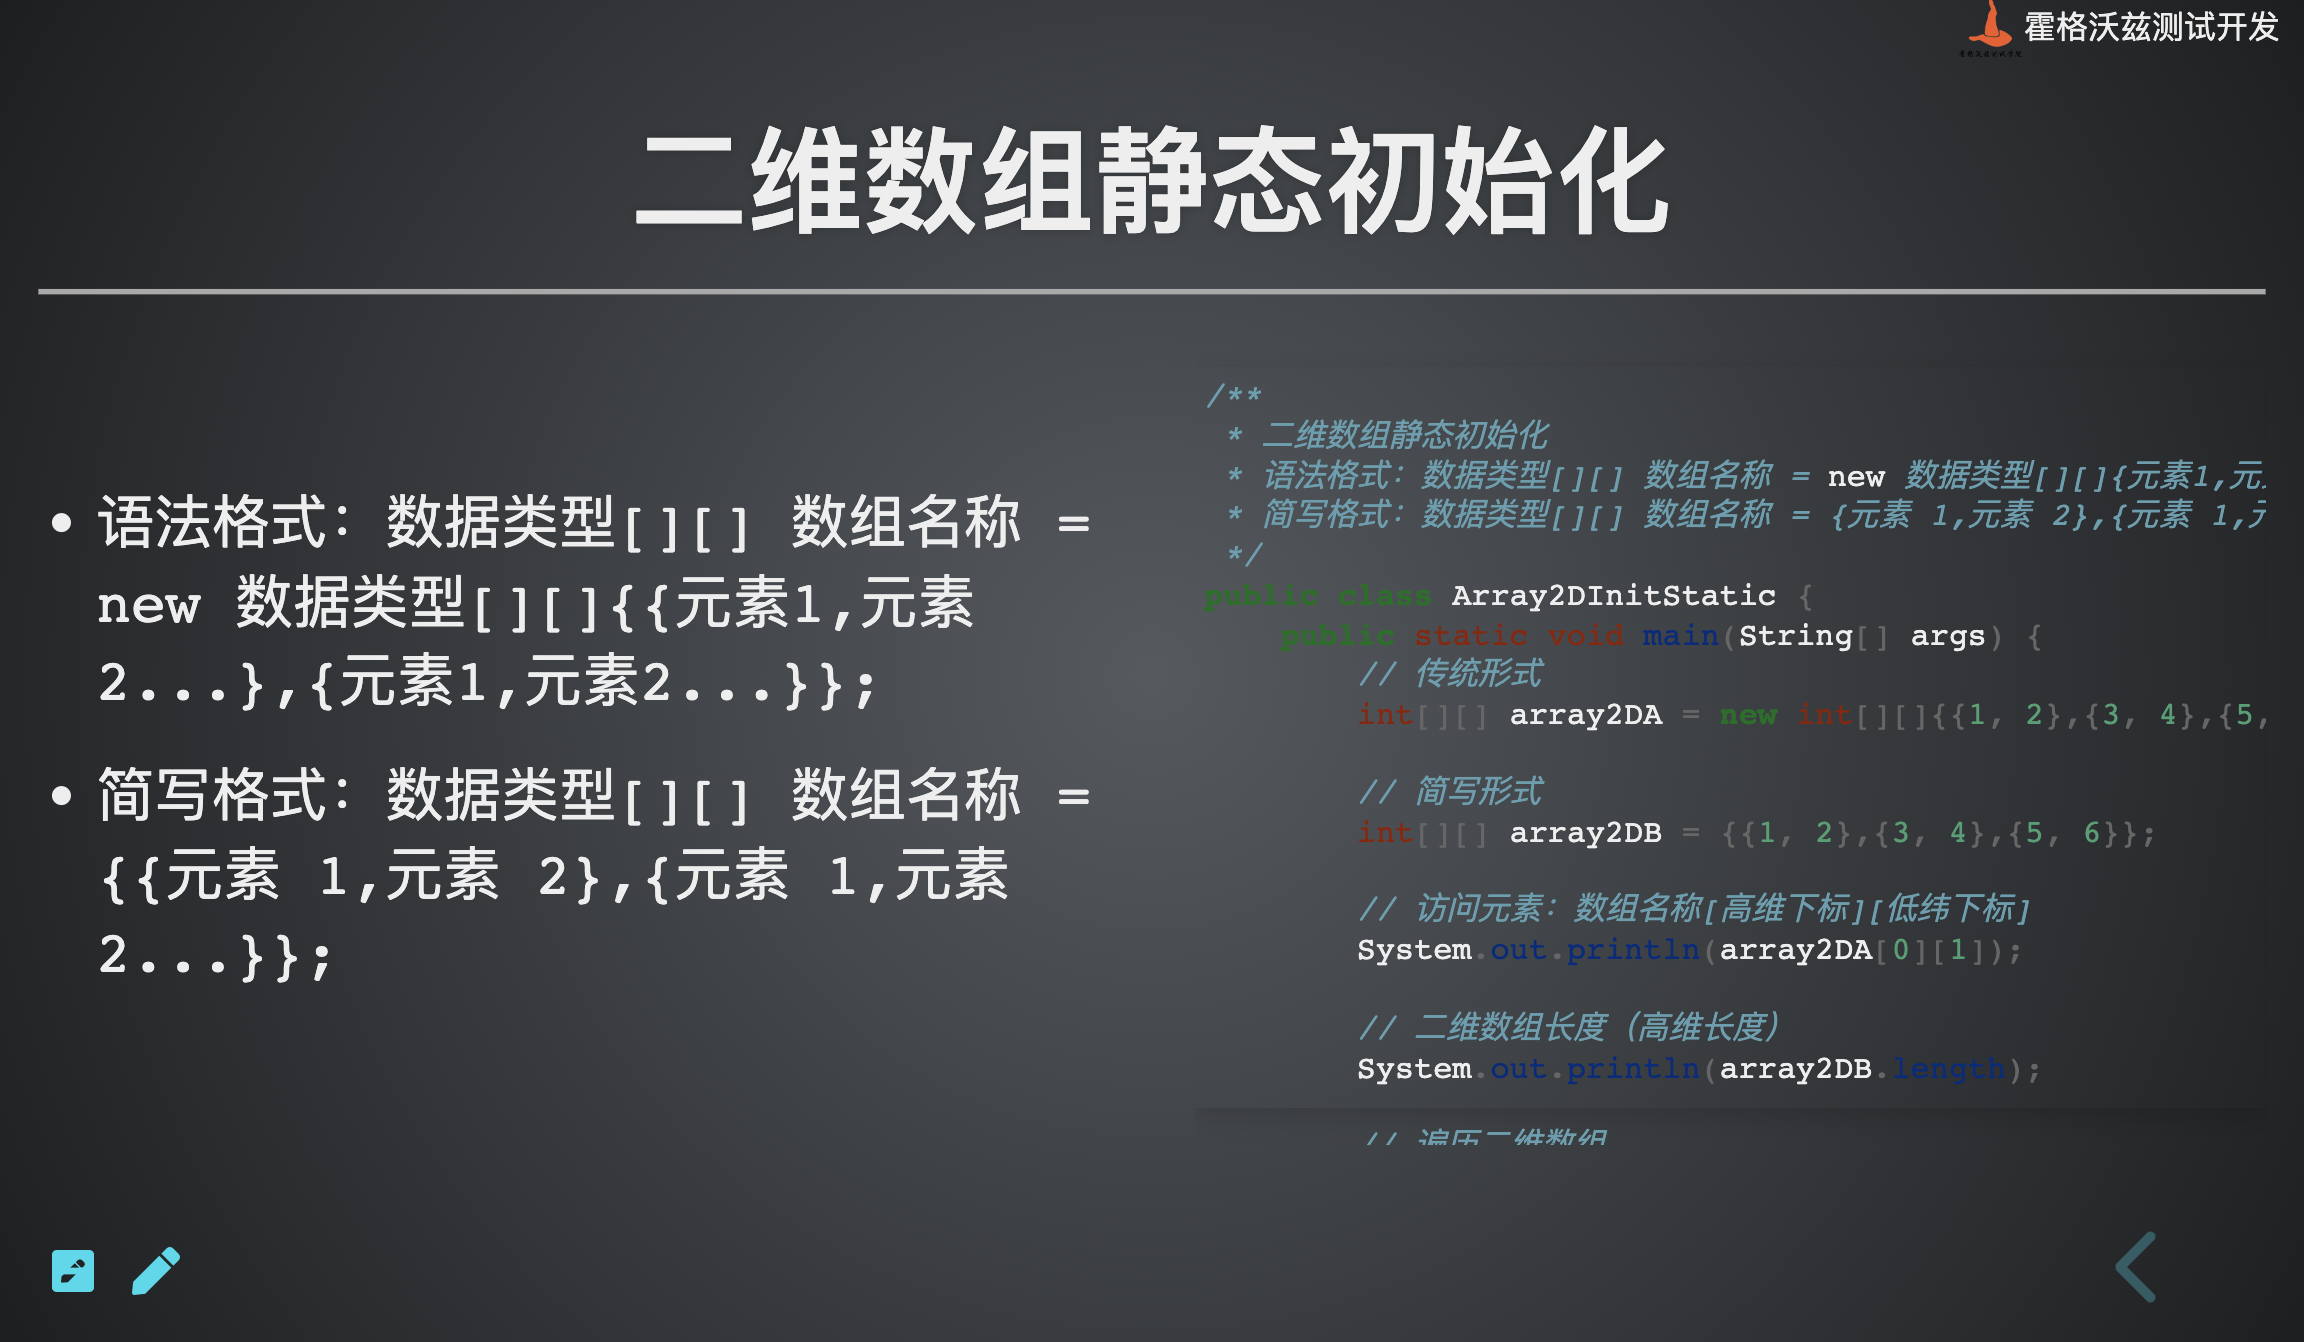 霍格沃兹测试开发
二维数组静态初始化
• 语法格式：数据类型[][] 数组名称 =
new 数据类型[][]{{元素1,元素
2...},{元素1,元素2...}};
• 简写格式：数据类型[][] 数组名称 =
{{元素 1,元素 2},{元素 1,元素
2...}};
/**
 * 二维数组静态初始化
 * 语法格式：数据类型[][] 数组名称 = new 数据类型[][]{元素1,元
 * 简写格式：数据类型[][] 数组名称 = {元素 1,元素 2},{元素 1,
 */
public class Array2DInitStatic {
    public static void main(String[] args) {
        // 传统形式
        int[][] array2DA = new int[][]{{1, 2},{3, 4},{5,
        // 简写形式
        int[][] array2DB = {{1, 2},{3, 4},{5, 6}};
        // 访问元素：数组名称[高维下标][低纬下标]
        System.out.println(array2DA[0][1]);
        // 二维数组长度（高维长度）
        System.out.println(array2DB.length);
        // 遍历二维数组